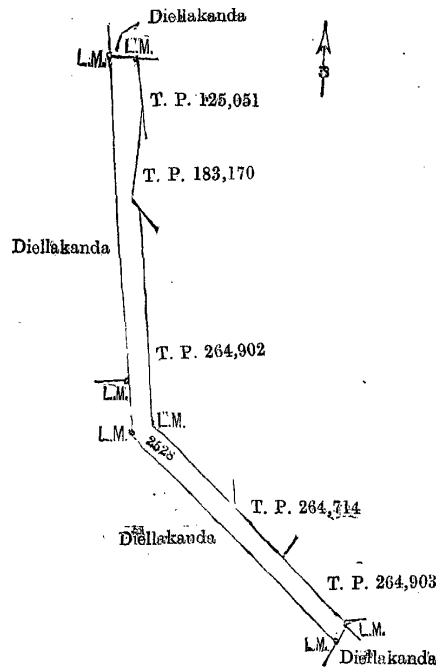 Diellakanda
L.M.
L.M.
T. P. 125,051
T. P. 183,170
Diellakanda
T. P. 264,902
L.M.
L.M.
L.M.
2528
T. P. 264,714
Diellakanda
T. P. 264,903
L.M.
L.M.
Diellakanda